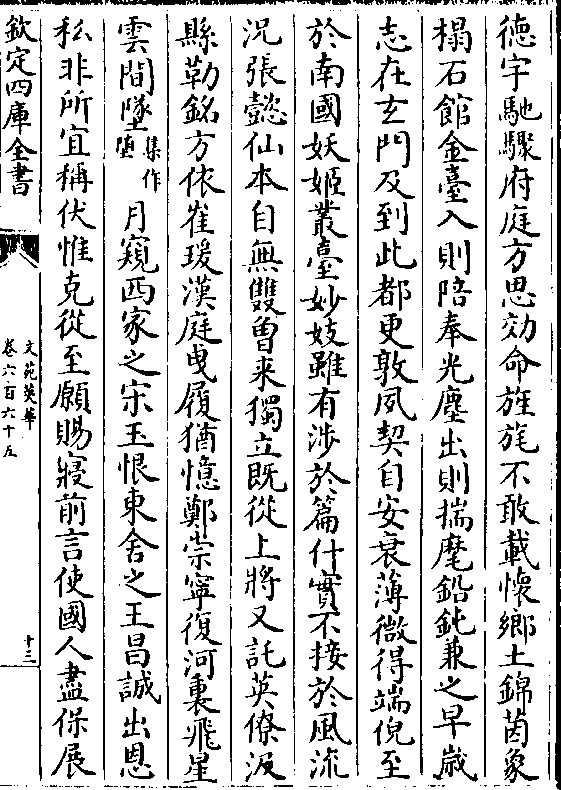 德宇馳驟府庭方思効命旌旄不敢載懷鄉土錦茵象
榻石館金臺入則陪奉光塵出則揣麾鉛鈍兼之早嵗
志在玄門及到此都更敦夙契自安衰薄微得端倪至
於南國妖姬叢臺妙妓雖有涉於篇什實不接於風流
況張懿仙本自無雙曽来獨立既從上將又託英僚汲
縣勒銘方依崔瑗漢庭曵履猶憶鄭崇寧復河裏飛星
雲間墜集作堕月窺西家之宋玉恨東舍之王昌誠出恩
私非所宜稱伏惟克從至願賜寢前言使國人盡保展
欽定四庫全書
文苑英華
卷六百六十五
十三